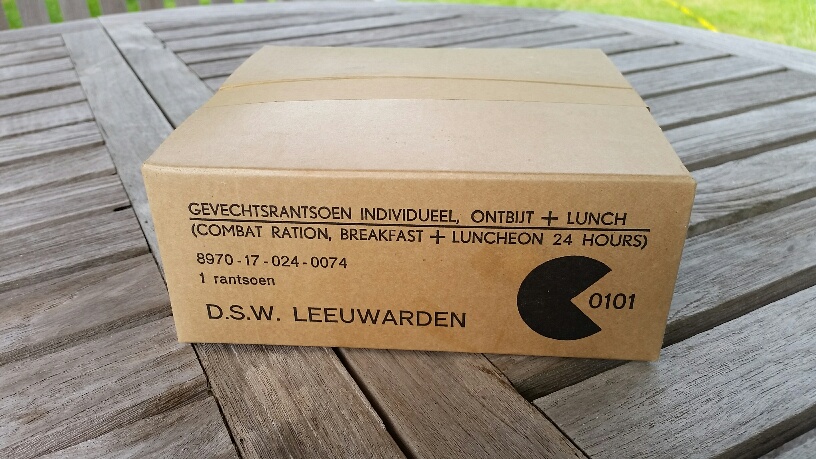 GEVECHTSRANTSOEN INDIVIDUEEL, ONTBIJT + LUNCH
(COMBAT RATION, BREAKFAST + LUNCHEON 24 HOURS)
8970-17-024-0074
1 rantsoen
0101
D.S.W. LEEUWARDEN